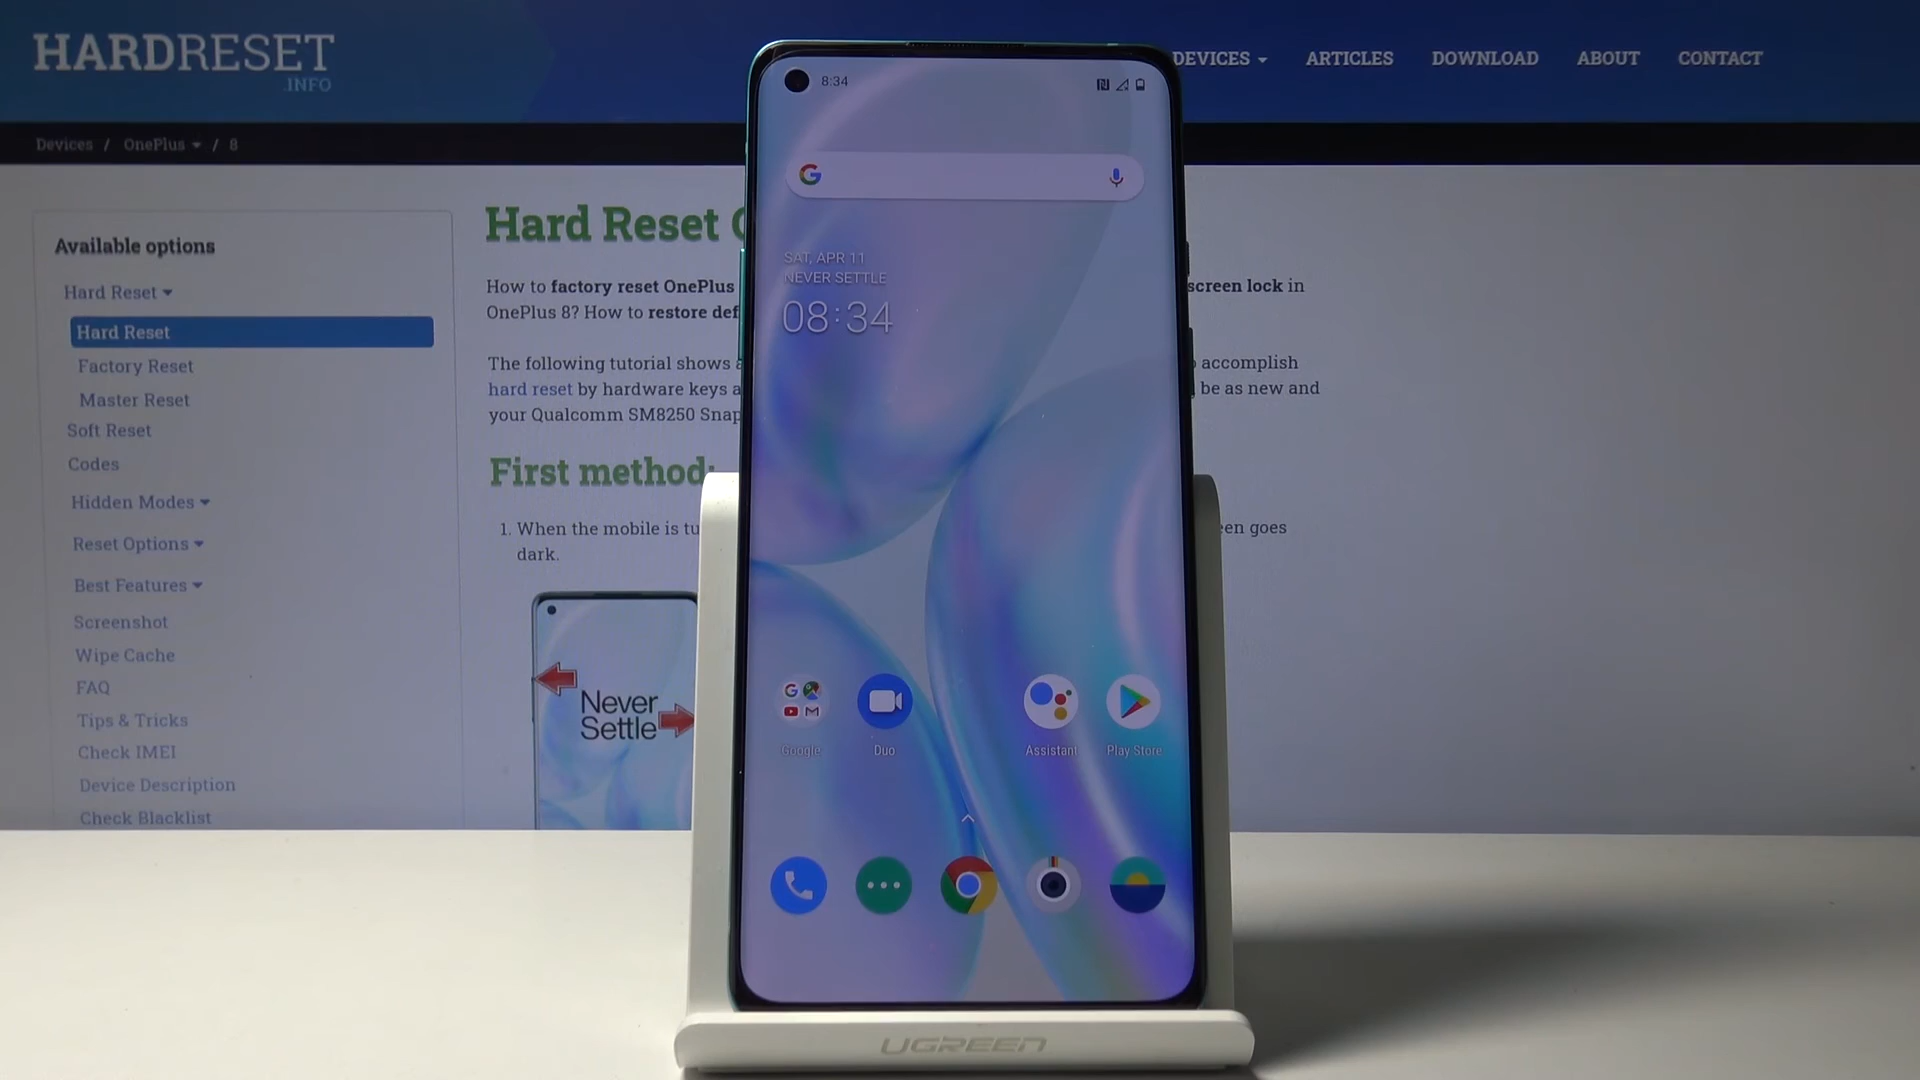 HARDRESET
.INFO
DEVICES
ARTICLES
DOWNLOAD
ABOUT
CONTACT
Devices / OnePlus / 8
Available options
Hard Reset
Hard Reset
Factory Reset
Master Reset
Soft Reset
Codes
Hidden Modes
Reset Options
Best Features
Screenshot
Wipe Cache
FAQ
Tips & Tricks
Check IMEI
Device Description
Check Blacklist
Hard Reset
How to factory reset OnePlus
screen lock in
OnePlus 8? How to restore def
The following tutorial shows
accomplish
hard reset by hardware keys a
be as new and
your Qualcomm SM8250 Snap
First method:
1. When the mobile is tu
en goes
dark.
Never
Settle
8:34
SAT, APR 11
NEVER SETTLE
08:34
Google
Duo
Assistant
Play Store
UGREEN